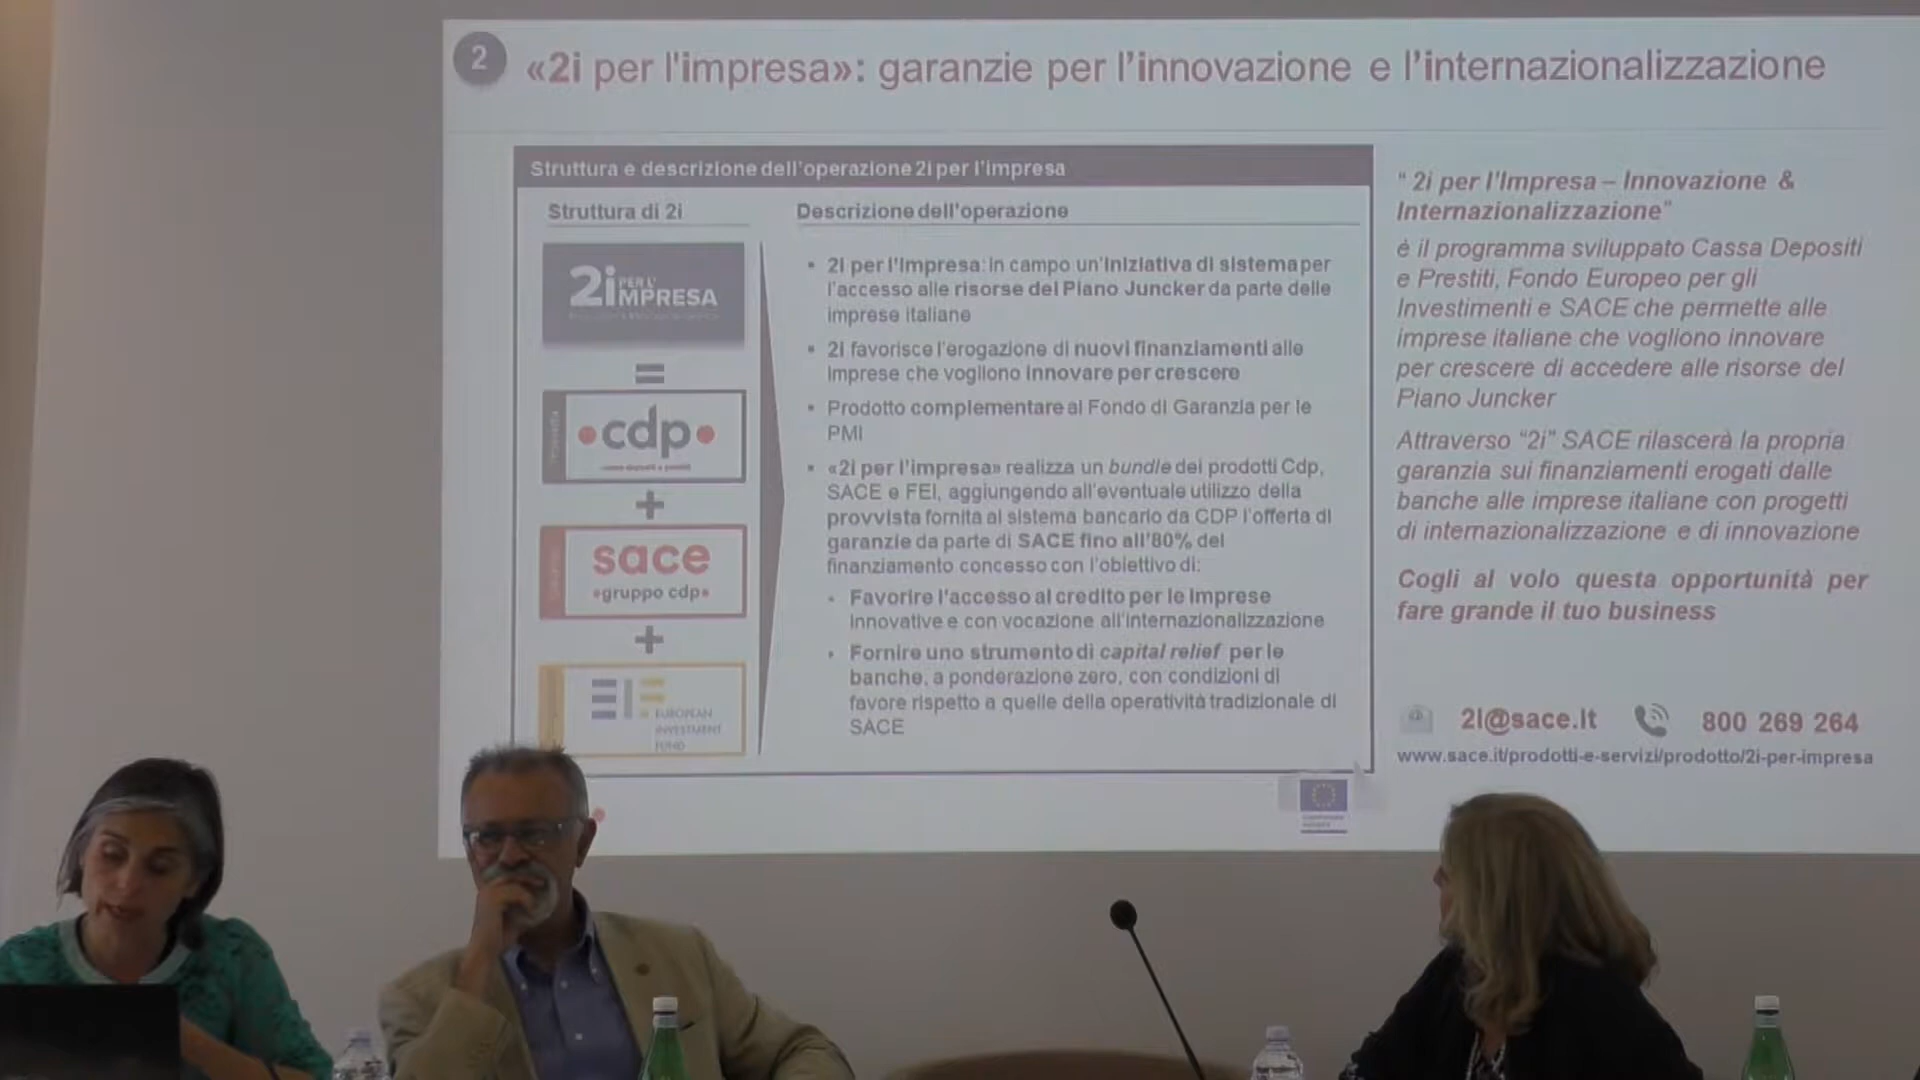 2
«2i per l'impresa»: garanzie per l'innovazione e l'internazionalizzazione
Struttura e descrizione dell'operazione 2i per l'impresa
Struttura di 2i
2i PER L'
IMPRESA
=
cdp
+
sace
gruppo cdp
+
EUROPEAN
INVESTMENT
FUND
Descrizione dell'operazione
▪ 2i per l'Impresa: in campo un'iniziativa di sistema per
l'accesso alle risorse del Piano Juncker da parte delle
imprese italiane
▪ 2i favorisce l'erogazione di nuovi finanziamenti alle
imprese che vogliono innovare per crescere
▪ Prodotto complementare al Fondo di Garanzia per le
PMI
▪ «2i per l'impresa» realizza un bundle dei prodotti Cdp,
SACE e FEI, aggiungendo all'eventuale utilizzo della
provvista fornita al sistema bancario da CDP l'offerta di
garanzie da parte di SACE fino all'80% del
finanziamento concesso con l'obiettivo di:
Favorire l'accesso al credito per le imprese
innovative e con vocazione all'internazionalizzazione
Fornire uno strumento di capital relief per le
banche, a ponderazione zero, con condizioni di
favore rispetto a quelle della operatività tradizionale di
SACE
" 2i per l'Impresa – Innovazione &
Internazionalizzazione"
è il programma sviluppato Cassa Depositi
e Prestiti, Fondo Europeo per gli
Investimenti e SACE che permette alle
imprese italiane che vogliono innovare
per crescere di accedere alle risorse del
Piano Juncker
Attraverso "2i" SACE rilascerà la propria
garanzia sui finanziamenti erogati dalle
banche alle imprese italiane con progetti
di internazionalizzazione e di innovazione
Cogli al volo questa opportunità per
fare grande il tuo business
2i@sace.it 800 269 264
www.sace.it/prodotti-e-servizi/prodotto/2i-per-impresa